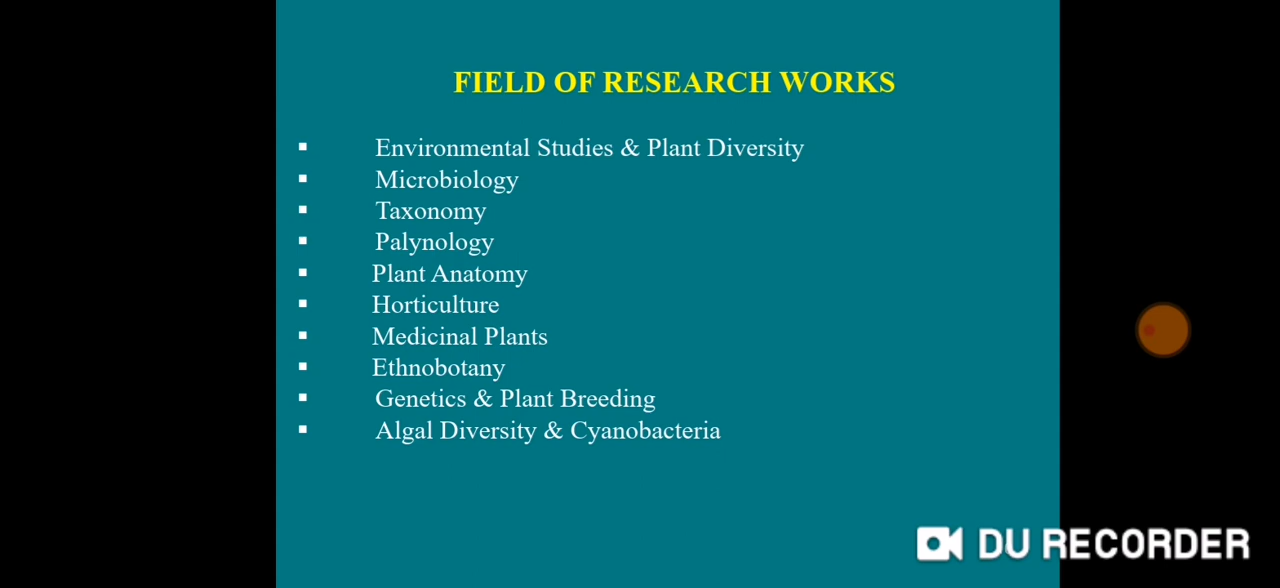 FIELD OF RESEARCH WORKS
▪ Environmental Studies & Plant Diversity
▪ Microbiology
▪ Taxonomy
▪ Palynology
▪ Plant Anatomy
▪ Horticulture
▪ Medicinal Plants
▪ Ethnobotany
▪ Genetics & Plant Breeding
▪ Algal Diversity & Cyanobacteria
DU RECORDER